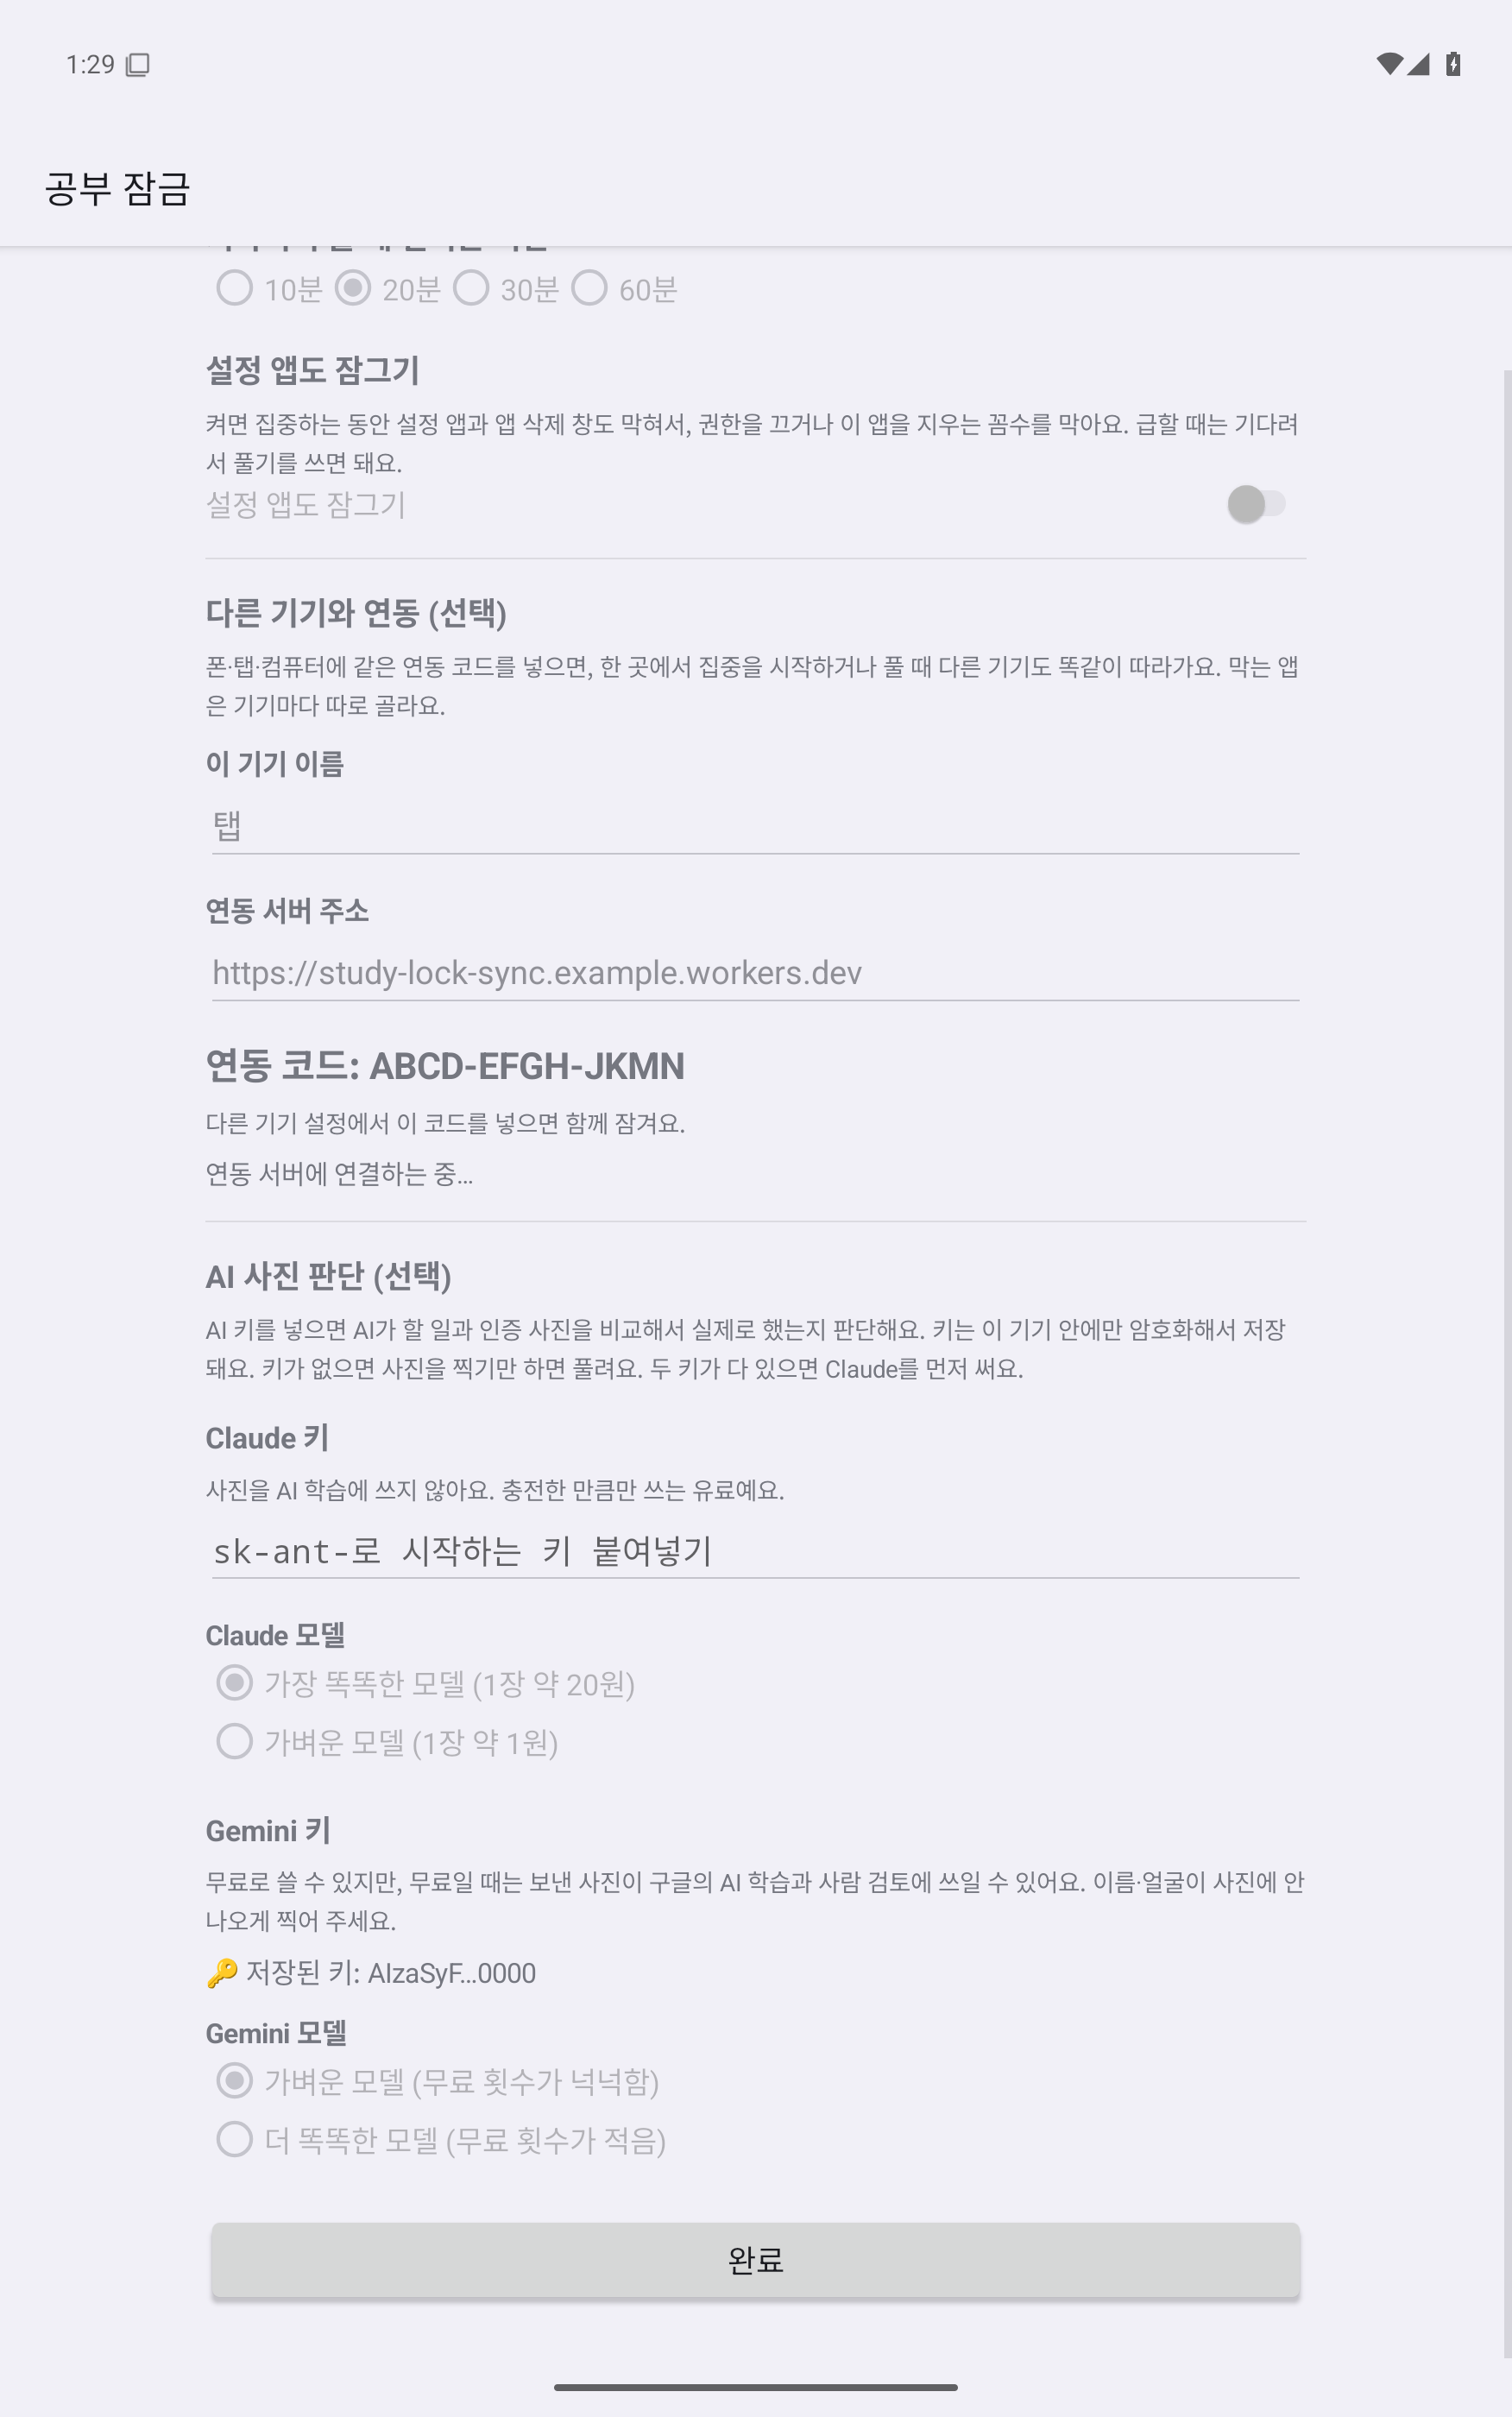 1:29
공부 잠금
10분 20분 30분 60분
설정 앱도 잠그기
켜면 집중하는 동안 설정 앱과 앱 삭제 창도 막혀서, 권한을 끄거나 이 앱을 지우는 꼼수를 막아요. 급할 때는 기다려
서 풀기를 쓰면 돼요.
설정 앱도 잠그기
다른 기기와 연동 (선택)
폰·탭·컴퓨터에 같은 연동 코드를 넣으면, 한 곳에서 집중을 시작하거나 풀 때 다른 기기도 똑같이 따라가요. 막는 앱
은 기기마다 따로 골라요.
이 기기 이름
탭
연동 서버 주소
https://study-lock-sync.example.workers.dev
연동 코드: ABCD-EFGH-JKMN
다른 기기 설정에서 이 코드를 넣으면 함께 잠겨요.
연동 서버에 연결하는 중…
AI 사진 판단 (선택)
AI 키를 넣으면 AI가 할 일과 인증 사진을 비교해서 실제로 했는지 판단해요. 키는 이 기기 안에만 암호화해서 저장
돼요. 키가 없으면 사진을 찍기만 하면 풀려요. 두 키가 다 있으면 Claude를 먼저 써요.
Claude 키
사진을 AI 학습에 쓰지 않아요. 충전한 만큼만 쓰는 유료예요.
sk-ant-로 시작하는 키 붙여넣기
Claude 모델
가장 똑똑한 모델 (1장 약 20원)
가벼운 모델 (1장 약 1원)
Gemini 키
무료로 쓸 수 있지만, 무료일 때는 보낸 사진이 구글의 AI 학습과 사람 검토에 쓰일 수 있어요. 이름·얼굴이 사진에 안
나오게 찍어 주세요.
🔑 저장된 키: AIzaSyF…0000
Gemini 모델
가벼운 모델 (무료 횟수가 넉넉함)
더 똑똑한 모델 (무료 횟수가 적음)
완료